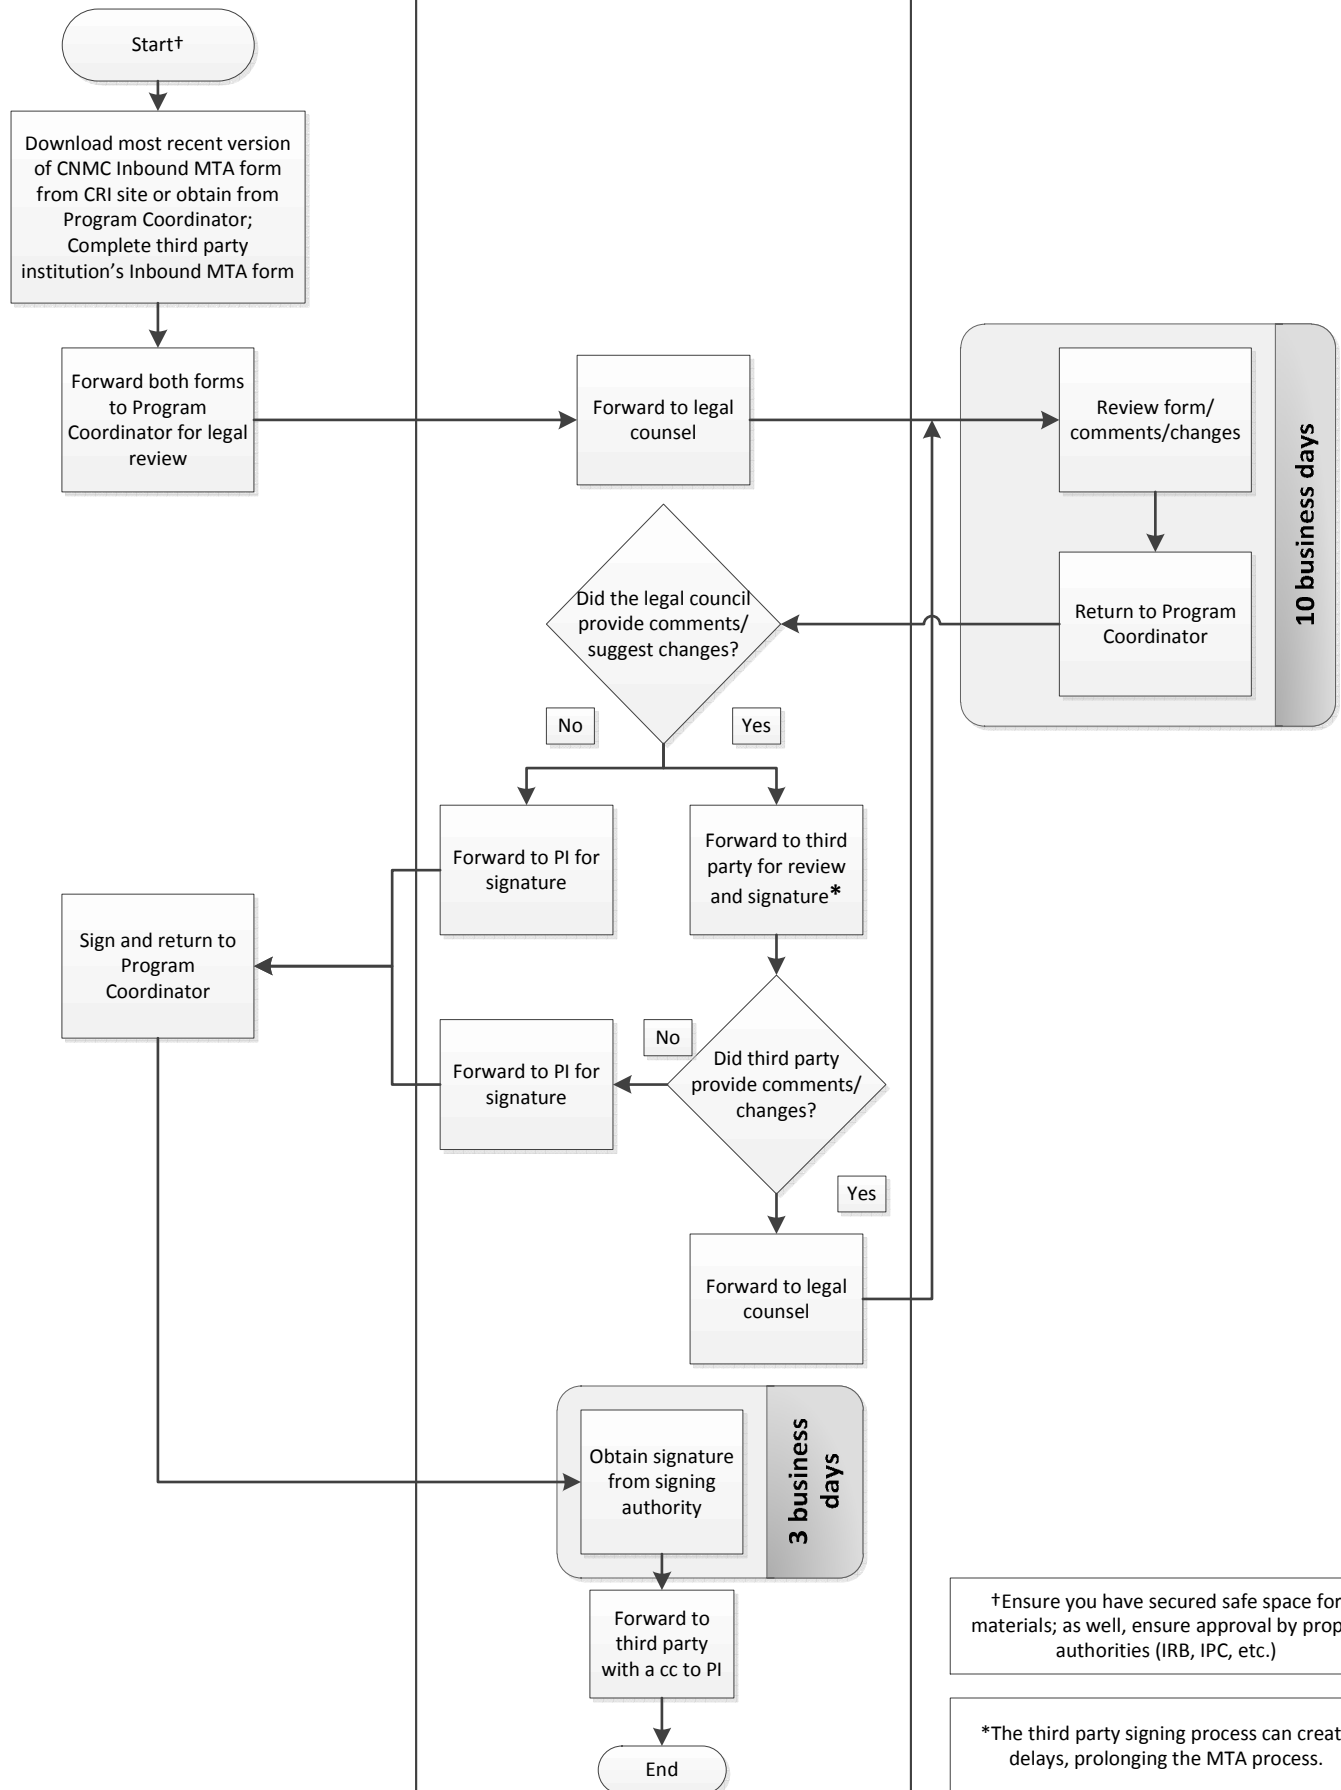 Start†
Download most recent version
of CNMC Inbound MTA form
from CRI site or obtain from
Program Coordinator;
Complete third party
institution’s Inbound MTA form
Forward both forms
to Program
Coordinator for legal
review
Forward to legal
counsel
Review form/
comments/changes
Return to Program
Coordinator
10 business days
Did the legal council
provide comments/
suggest changes?
No
Yes
Forward to PI for
signature
Forward to third
party for review
and signature*
Sign and return to
Program
Coordinator
Did third party
provide comments/
changes?
No
Forward to PI for
signature
Yes
Forward to legal
counsel
Obtain signature
from signing
authority
3 business
days
Forward to
third party
with a cc to PI
End
†Ensure you have secured safe space for
materials; as well, ensure approval by prop
authorities (IRB, IPC, etc.)
*The third party signing process can creat
delays, prolonging the MTA process.